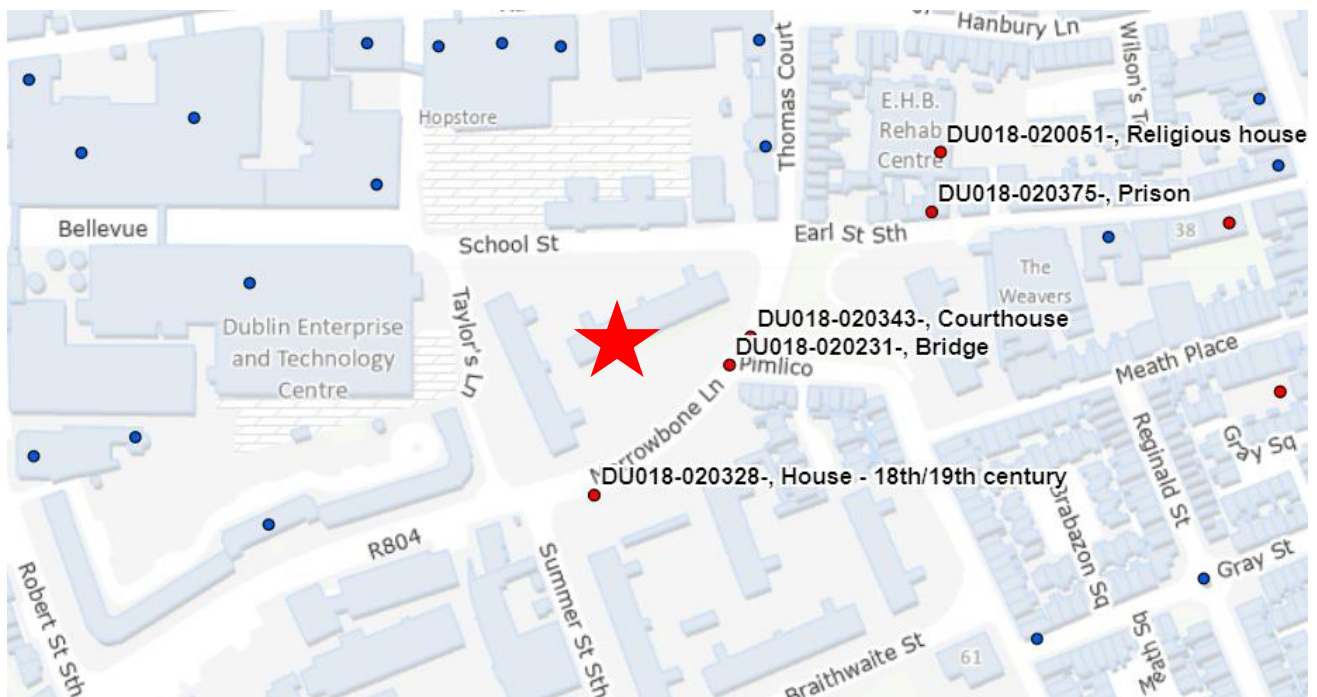 Hanbury Ln
Thomas Court
Hopstore
E.H.B.
Rehab
Centre
DU018-020051-, Religious house
DU018-020375-, Prison
Bellevue
School St
Earl St Sth
38
The
Weavers
Taylor's Ln
Dublin Enterprise
and Technology
Centre
DU018-020343-, Courthouse
DU018-020231-, Bridge
Pimlico
Meath Place
Marrowbone Ln
Reginald St
Grey Sq
DU018-020328-, House - 18th/19th century
Brabazon Sq
R804
Gray St
Robert St Sth
Summer St Sth
Braithwaite St
61